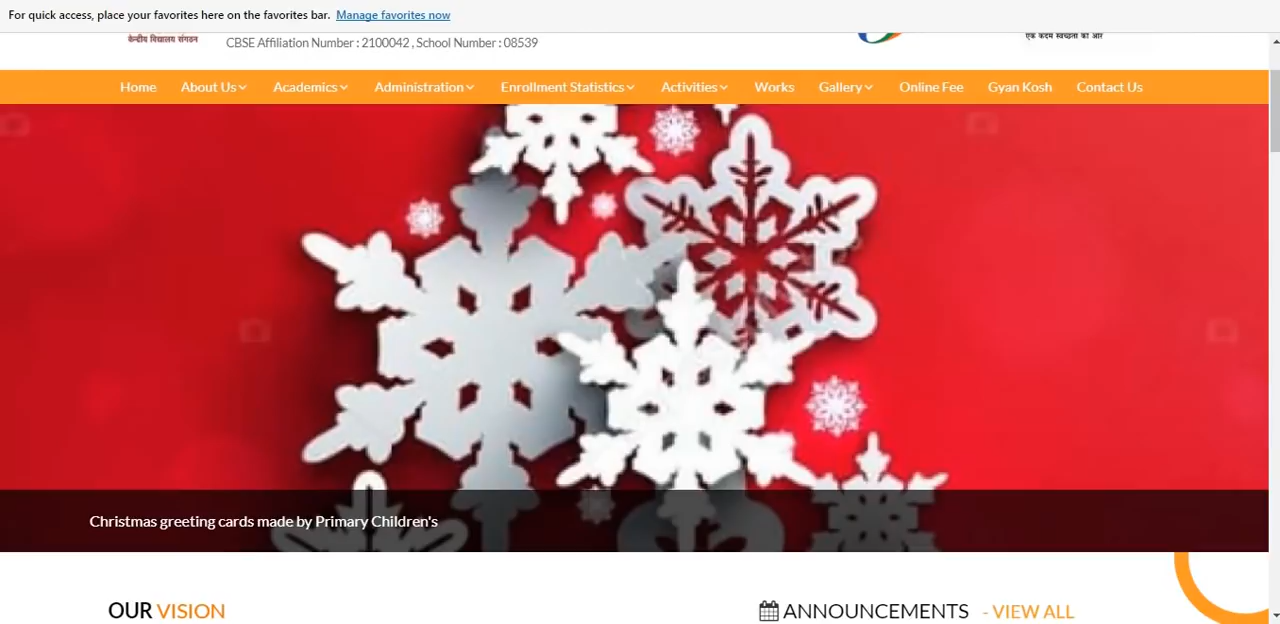 For quick access, place your favorites here on the favorites bar. Manage favorites now
केन्द्रीय विद्यालय संगठन
एक कदम स्वच्छता की ओर
CBSE Affiliation Number : 2100042 , School Number : 08539
Home About Us Academics Administration Enrollment Statistics Activities Works Gallery Online Fee Gyan Kosh Contact Us
Christmas greeting cards made by Primary Children's
OUR VISION
ANNOUNCEMENTS - VIEW ALL